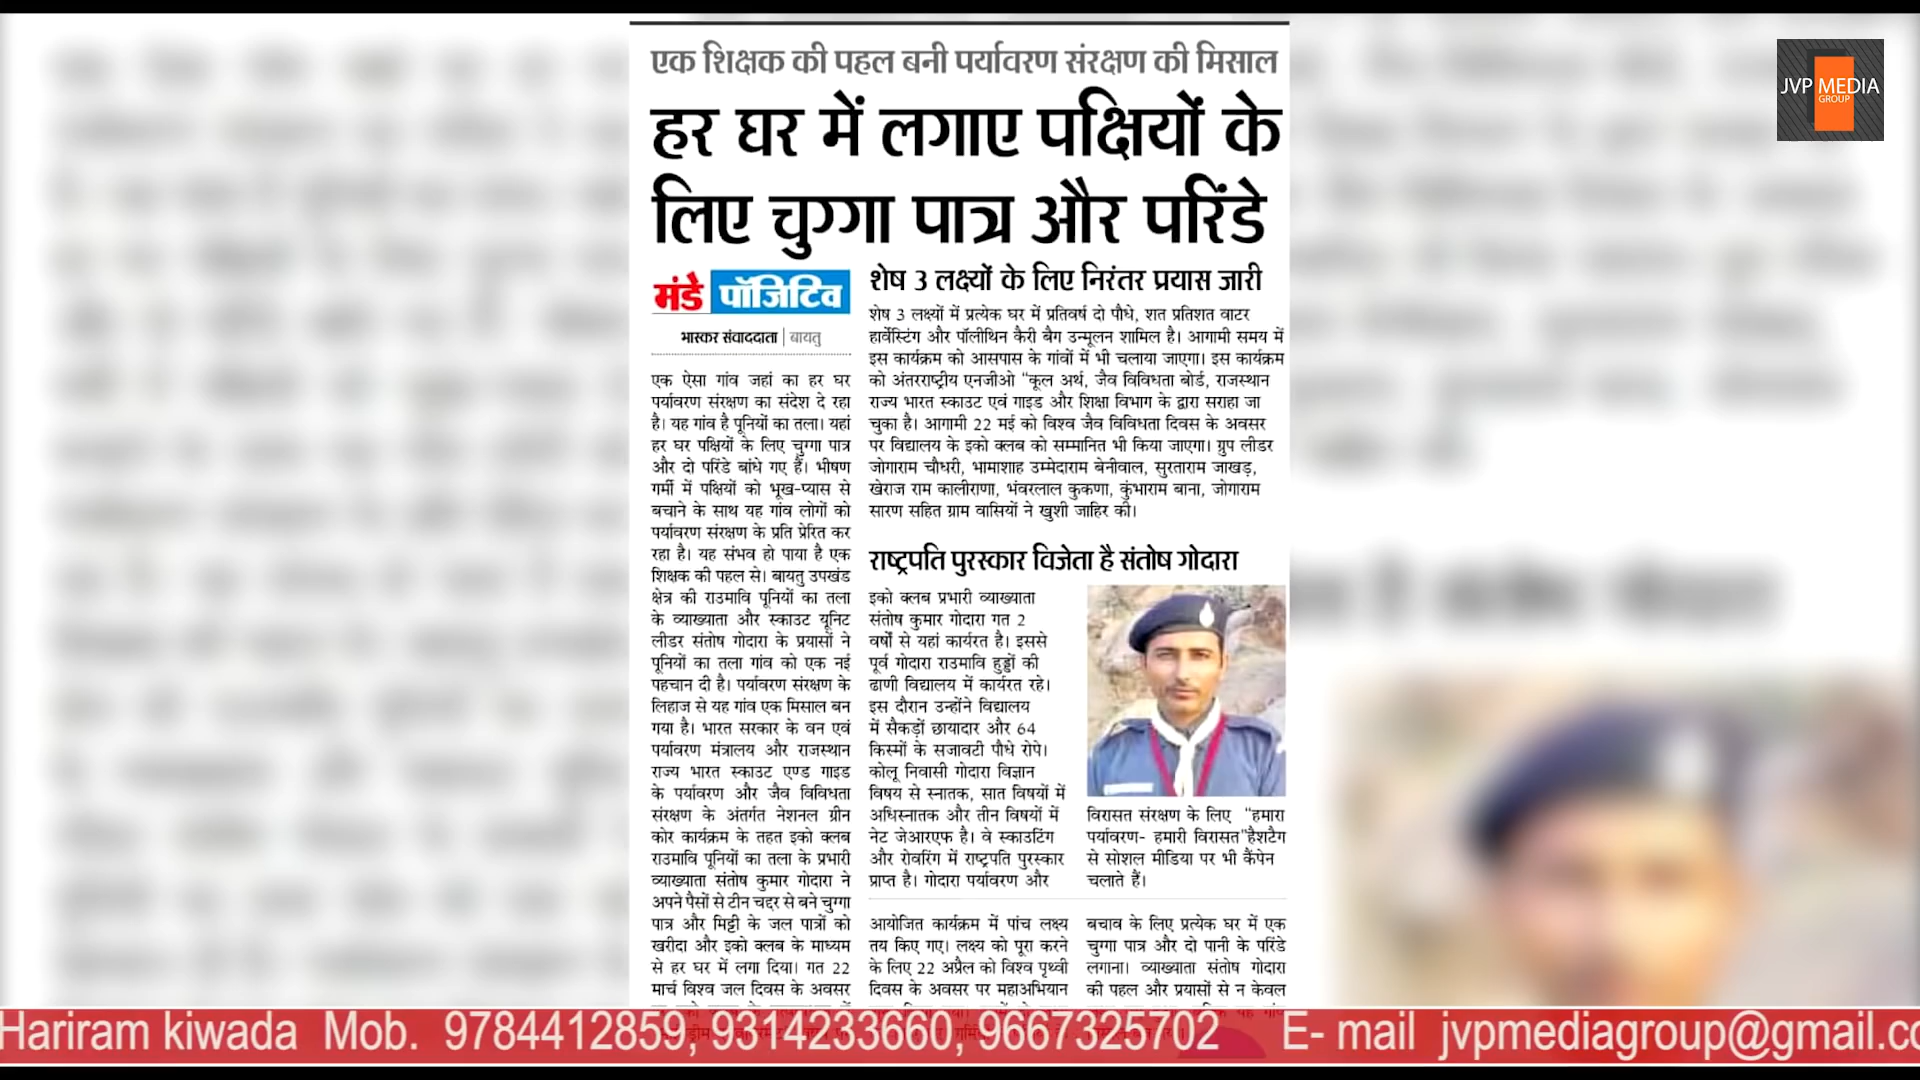 एक शिक्षक की पहल बनी पर्यावरण संरक्षण की मिसाल
हर घर में लगाए पक्षियों के
लिए चुग्गा पात्र और परिंडे
मंडे पॉजिटिव
भास्कर संवाददाता | बायतु
एक ऐसा गांव जहां का हर घर
पर्यावरण संरक्षण का संदेश दे रहा
है। यह गांव है पूनियों का तला। यहां
हर घर पक्षियों के लिए चुग्गा पात्र
और दो परिंडे बांधे गए हैं। भीषण
गर्मी में पक्षियों को भूख-प्यास से
बचाने के साथ यह गांव लोगों को
पर्यावरण संरक्षण के प्रति प्रेरित कर
रहा है। यह संभव हो पाया है एक
शिक्षक की पहल से। बायतु उपखंड
क्षेत्र की राउमावि पूनियों का तला
के व्याख्याता और स्काउट यूनिट
लीडर संतोष गोदारा के प्रयासों ने
पूनियों का तला गांव को एक नई
पहचान दी है। पर्यावरण संरक्षण के
लिहाज से यह गांव एक मिसाल बन
गया है। भारत सरकार के वन एवं
पर्यावरण मंत्रालय और राजस्थान
राज्य भारत स्काउट एण्ड गाइड
के पर्यावरण और जैव विविधता
संरक्षण के अंतर्गत नेशनल ग्रीन
कोर कार्यक्रम के तहत इको क्लब
राउमावि पूनियों का तला के प्रभारी
व्याख्याता संतोष कुमार गोदारा ने
अपने पैसों से टीन चद्दर से बने चुग्गा
पात्र और मिट्टी के जल पात्रों को
खरीदा और इको क्लब के माध्यम
से हर घर में लगा दिया। गत 22
मार्च विश्व जल दिवस के अवसर
शेष 3 लक्ष्यों के लिए निरंतर प्रयास जारी
शेष 3 लक्ष्यों में प्रत्येक घर में प्रतिवर्ष दो पौधे, शत प्रतिशत वाटर
हार्वेस्टिंग और पॉलीथिन कैरी बैग उन्मूलन शामिल है। आगामी समय में
इस कार्यक्रम को आसपास के गांवों में भी चलाया जाएगा। इस कार्यक्रम
को अंतरराष्ट्रीय एनजीओ "कूल अर्थ, जैव विविधता बोर्ड, राजस्थान
राज्य भारत स्काउट एवं गाइड और शिक्षा विभाग के द्वारा सराहा जा
चुका है। आगामी 22 मई को विश्व जैव विविधता दिवस के अवसर
पर विद्यालय के इको क्लब को सम्मानित भी किया जाएगा। ग्रुप लीडर
जोगाराम चौधरी, भामाशाह उम्मेदाराम बेनीवाल, सुरताराम जाखड़,
खेराज राम कालीराणा, भंवरलाल कुकणा, कुंभाराम बाना, जोगाराम
सारण सहित ग्राम वासियों ने खुशी जाहिर की।
राष्ट्रपति पुरस्कार विजेता है संतोष गोदारा
इको क्लब प्रभारी व्याख्याता
संतोष कुमार गोदारा गत 2
वर्षों से यहां कार्यरत है। इससे
पूर्व गोदारा राउमावि हुड्डों की
ढाणी विद्यालय में कार्यरत रहे।
इस दौरान उन्होंने विद्यालय
में सैकड़ों छायादार और 64
किस्मों के सजावटी पौधे रोपे।
कोलू निवासी गोदारा विज्ञान
विषय से स्नातक, सात विषयों में
अधिस्नातक और तीन विषयों में
नेट जेआरएफ है। वे स्काउटिंग
और रोवरिंग में राष्ट्रपति पुरस्कार
प्राप्त है। गोदारा पर्यावरण और
विरासत संरक्षण के लिए "हमारा
पर्यावरण- हमारी विरासत"हैशटैग
से सोशल मीडिया पर भी कैंपेन
चलाते हैं।
आयोजित कार्यक्रम में पांच लक्ष्य
तय किए गए। लक्ष्य को पूरा करने
के लिए 22 अप्रैल को विश्व पृथ्वी
दिवस के अवसर पर महाअभियान
बचाव के लिए प्रत्येक घर में एक
चुग्गा पात्र और दो पानी के परिंडे
लगाना। व्याख्याता संतोष गोदारा
की पहल और प्रयासों से न केवल
JVP MEDIA
GROUP
Hariram kiwada Mob. 9784412859, 9314233660, 9667325702 E- mail jvpmediagroup@gmail.co